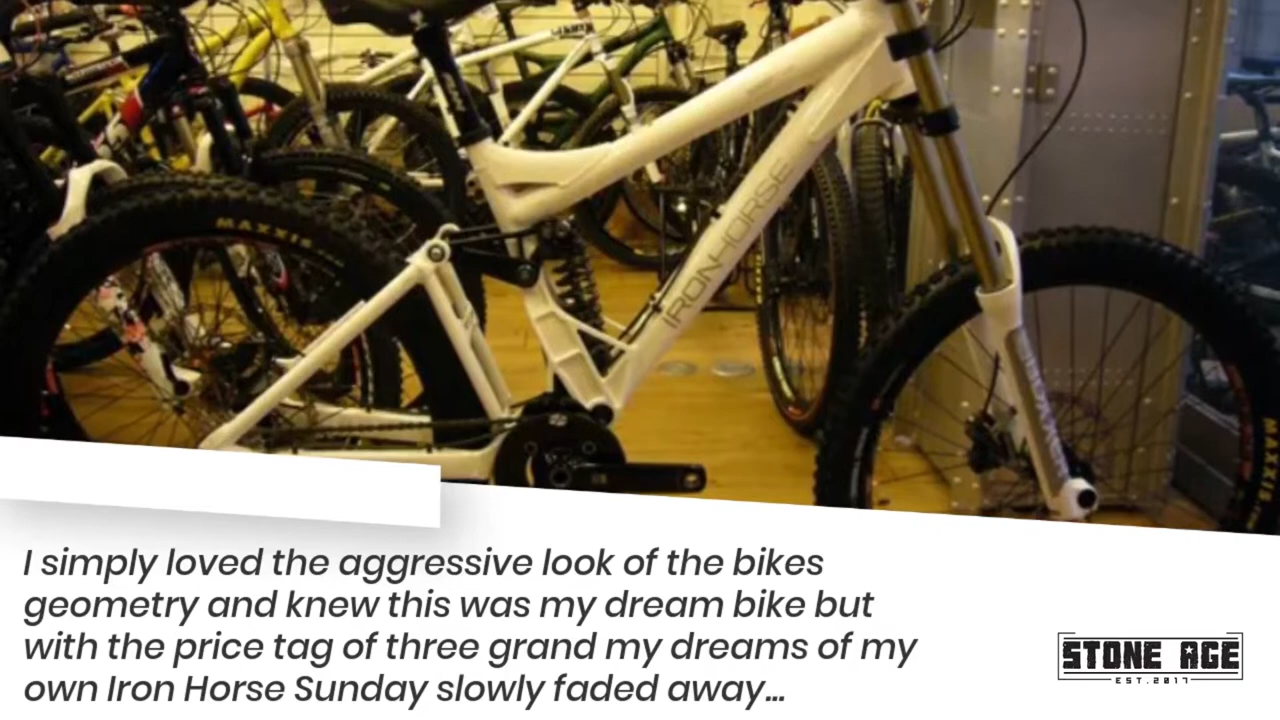 MAXXIS
IRONHORSE
MAXXIS
I simply loved the aggressive look of the bikes
geometry and knew this was my dream bike but
with the price tag of three grand my dreams of my
own Iron Horse Sunday slowly faded away...
STONE AGE
EST.2017